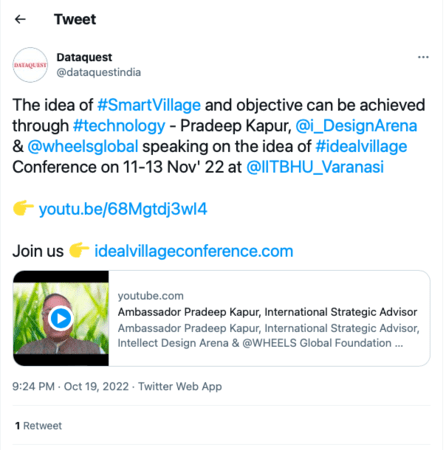 ← Tweet
DATAQUEST
Dataquest
@dataquestindia
The idea of #SmartVillage and objective can be achieved
through #technology - Pradeep Kapur, @i_DesignArena
& @wheelsglobal speaking on the idea of #idealvillage
Conference on 11-13 Nov' 22 at @IITBHU_Varanasi
👉 youtu.be/68Mgtdj3wI4
Join us 👉 idealvillageconference.com
youtube.com
Ambassador Pradeep Kapur, International Strategic Advisor
Ambassador Pradeep Kapur, International Strategic Advisor,
Intellect Design Arena & @WHEELS Global Foundation ...
9:24 PM · Oct 19, 2022 · Twitter Web App
1 Retweet